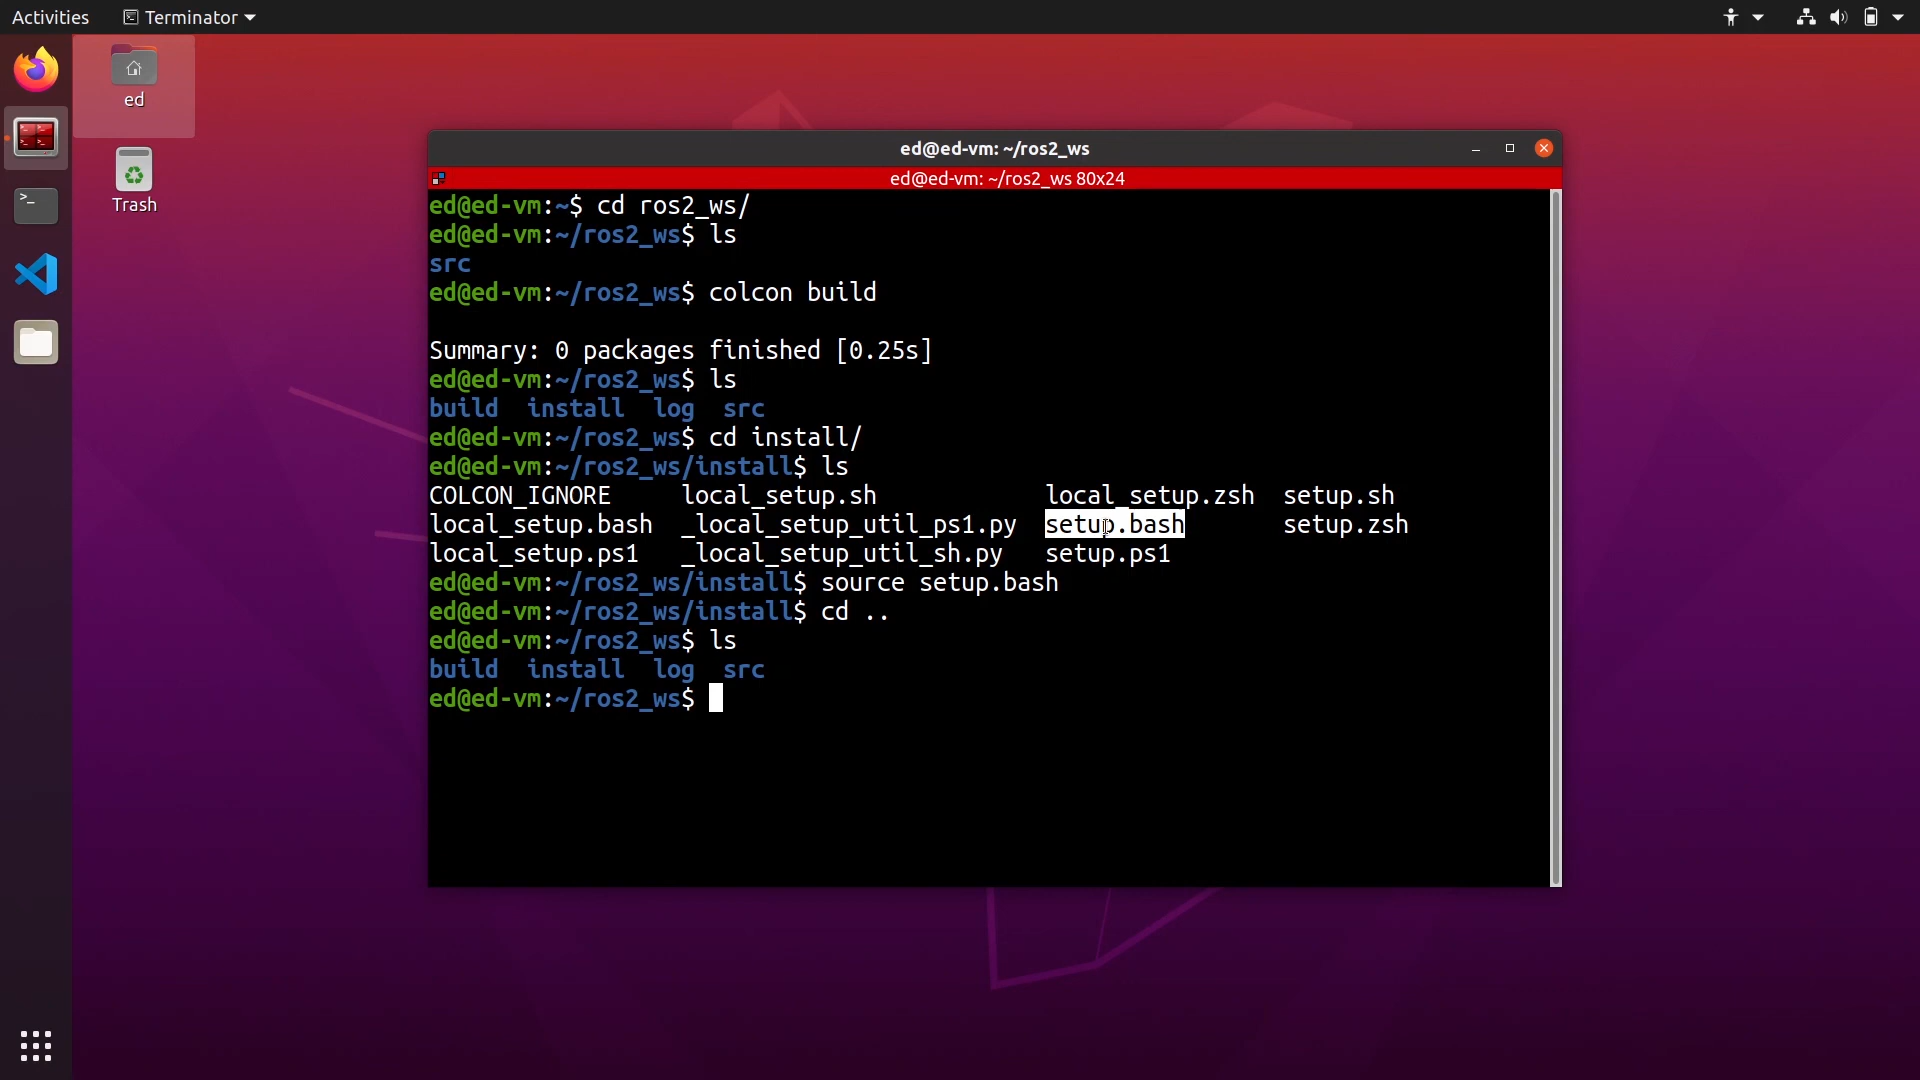 Activities Terminator
ed
Trash
ed@ed-vm: ~/ros2_ws
ed@ed-vm: ~/ros2_ws 80x24
ed@ed-vm:~$ cd ros2_ws/
ed@ed-vm:~/ros2_ws$ ls
src
ed@ed-vm:~/ros2_ws$ colcon build
Summary: 0 packages finished [0.25s]
ed@ed-vm:~/ros2_ws$ ls
build  install  log  src
ed@ed-vm:~/ros2_ws$ cd install/
ed@ed-vm:~/ros2_ws/install$ ls
COLCON_IGNORE     local_setup.sh            local_setup.zsh  setup.sh
local_setup.bash  _local_setup_util_ps1.py  setup.bash       setup.zsh
local_setup.ps1   _local_setup_util_sh.py   setup.ps1
ed@ed-vm:~/ros2_ws/install$ source setup.bash
ed@ed-vm:~/ros2_ws/install$ cd ..
ed@ed-vm:~/ros2_ws$ ls
build  install  log  src
ed@ed-vm:~/ros2_ws$